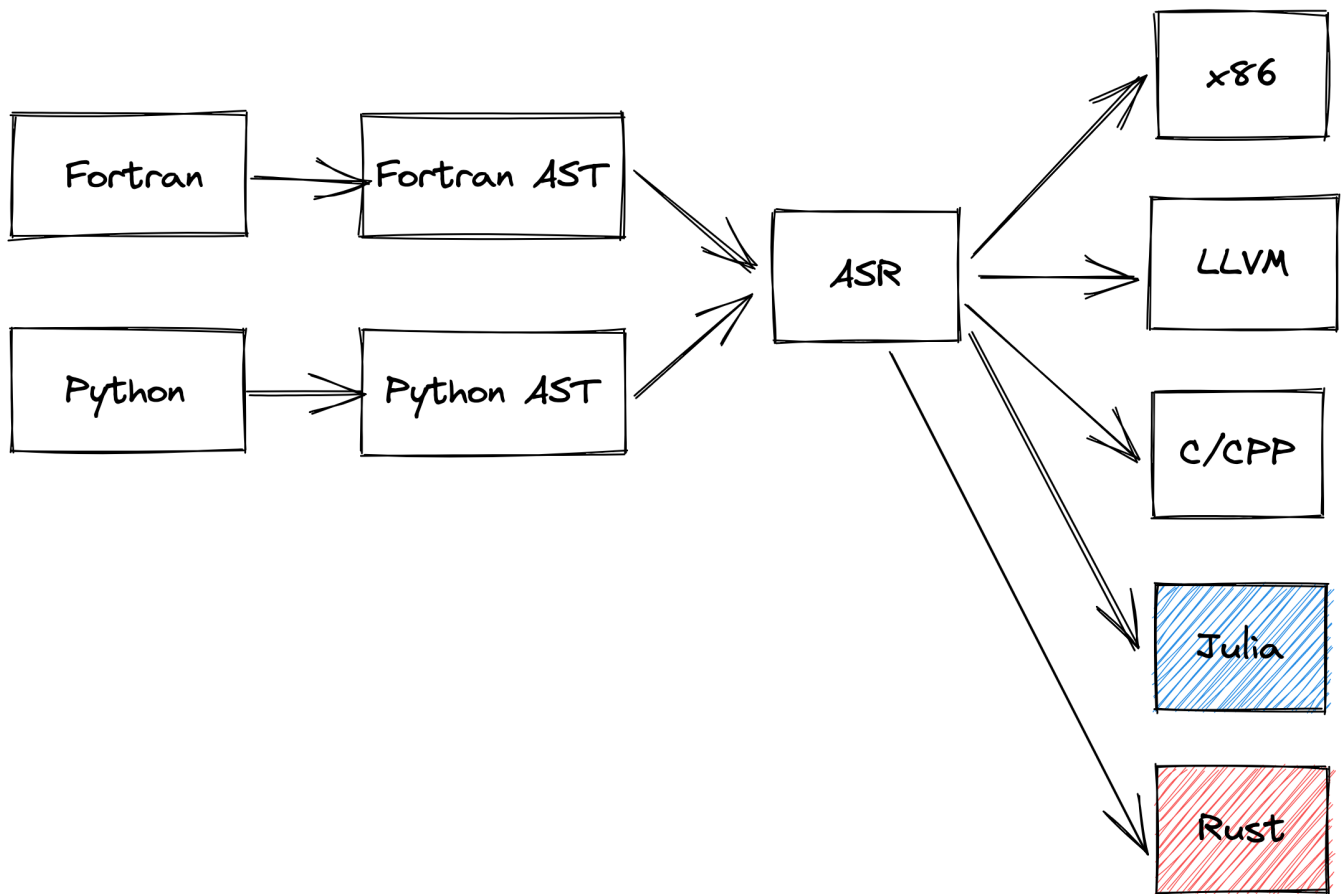 Fortran
Fortran AST
Python
Python AST
ASR
x86
LLVM
C/CPP
Julia
Rust